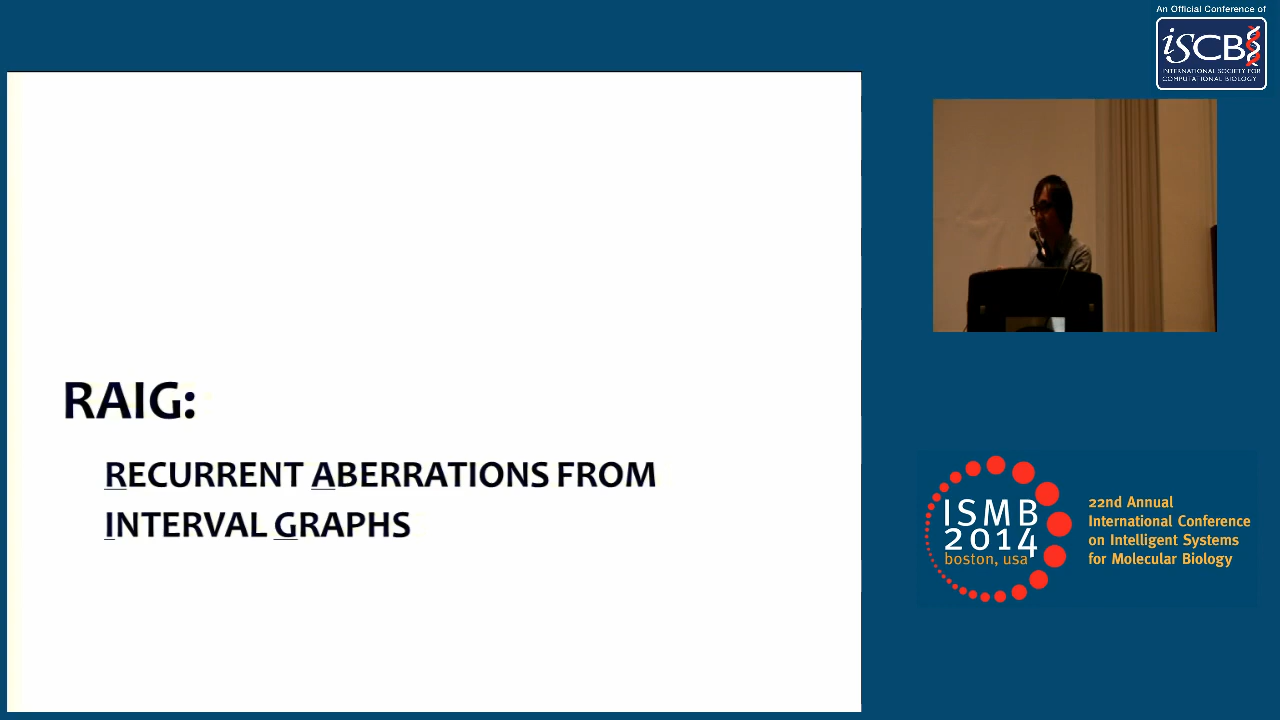 An Official Conference of
iSCB
INTERNATIONAL SOCIETY FOR
COMPUTATIONAL BIOLOGY
RAIG:
RECURRENT ABERRATIONS FROM
INTERVAL GRAPHS
ISMB
2014
boston, usa
22nd Annual
International Conference
on Intelligent Systems
for Molecular Biology